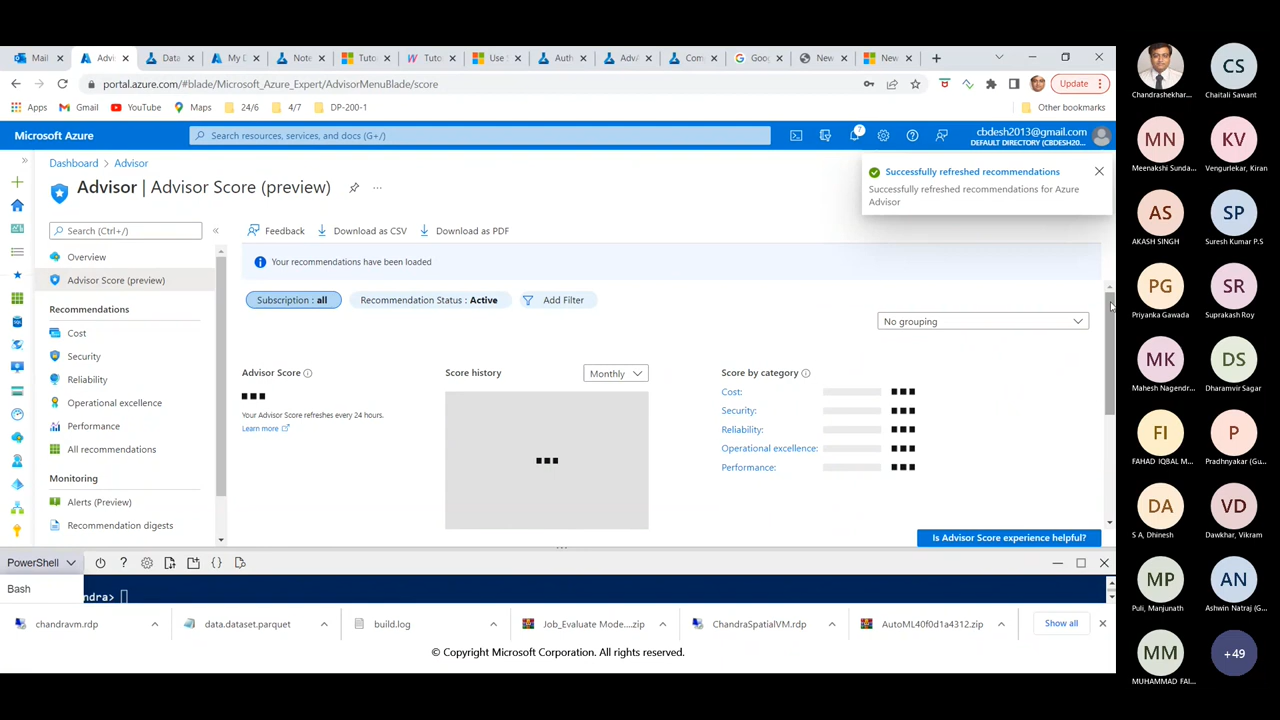 Mail
Advi
Data
My D
Note
Tuto
Tuto
Use
Auth
AdvA
Com
Goo
New
New
portal.azure.com/#blade/Microsoft_Azure_Expert/AdvisorMenuBlade/score
Update
Apps
Gmail
YouTube
Maps
24/6
4/7
DP-200-1
Other bookmarks
Microsoft Azure
Search resources, services, and docs (G+/)
7
cbdesh2013@gmail.com
DEFAULT DIRECTORY (CBDESH20...
Dashboard > Advisor
Advisor | Advisor Score (preview)
Successfully refreshed recommendations
Successfully refreshed recommendations for Azure
Advisor
Search (Ctrl+/)
Feedback
Download as CSV
Download as PDF
Overview
Advisor Score (preview)
Recommendations
Cost
Security
Reliability
Operational excellence
Performance
All recommendations
Monitoring
Alerts (Preview)
Recommendation digests
Your recommendations have been loaded
Subscription : all
Recommendation Status : Active
Add Filter
No grouping
Advisor Score
Your Advisor Score refreshes every 24 hours.
Learn more
Score history
Monthly
Score by category
Cost:
Security:
Reliability:
Operational excellence:
Performance:
Is Advisor Score experience helpful?
PowerShell
Bash
ndra>
chandravm.rdp
data.dataset.parquet
build.log
Job_Evaluate Mode....zip
ChandraSpatialVM.rdp
AutoML40f0d1a4312.zip
Show all
© Copyright Microsoft Corporation. All rights reserved.
Chandrashekhar...
CS
Chaitali Sawant
MN
Meenakshi Sunda...
KV
Vengurlekar, Kiran
AS
AKASH SINGH
SP
Suresh Kumar P.S
PG
Priyanka Gawada
SR
Suprakash Roy
MK
Mahesh Nagendr...
DS
Dharamvir Sagar
FI
FAHAD IQBAL M...
P
Pradhnyakar (Gu...
DA
S A, Dhinesh
VD
Dawkhar, Vikram
MP
Puli, Manjunath
AN
Ashwin Natraj (G...
MM
MUHAMMAD FAI...
+49